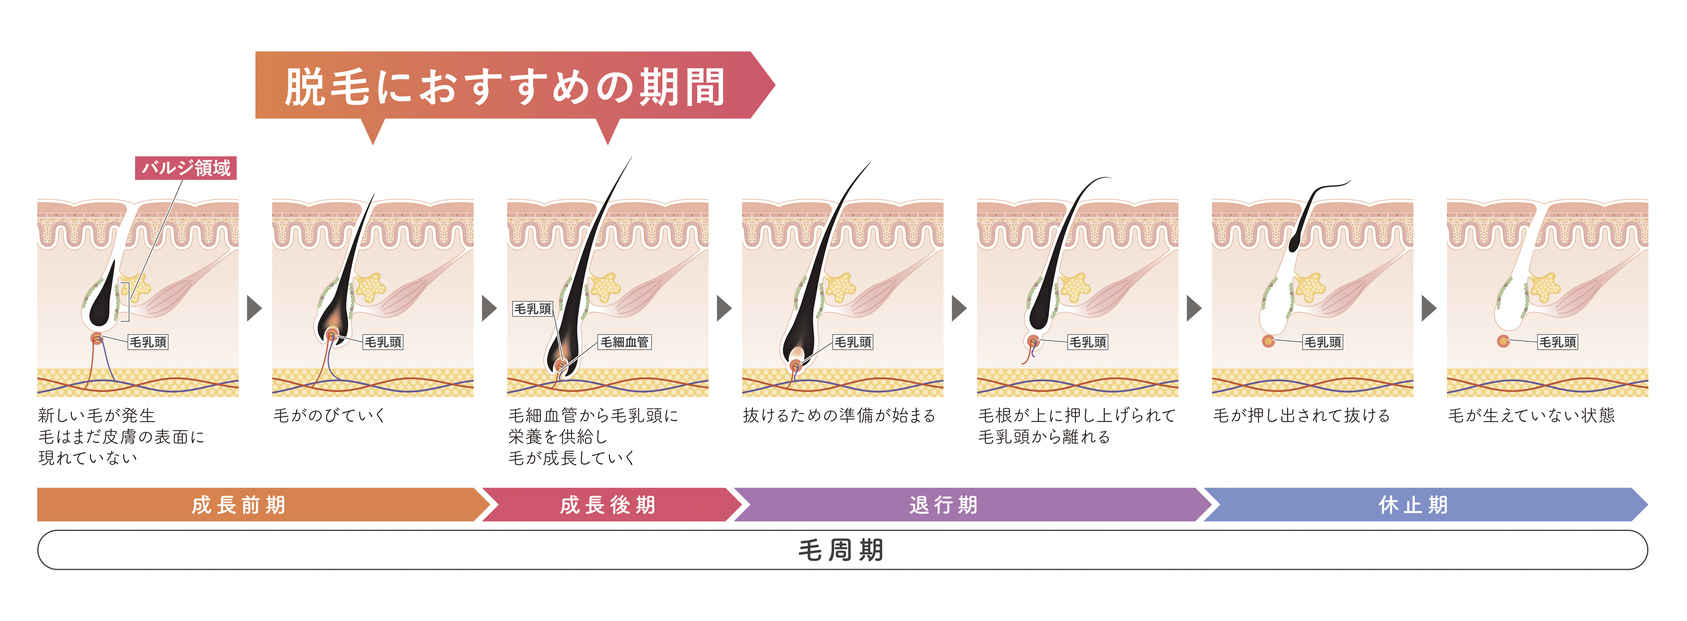 脱毛におすすめの期間
バルジ領域
毛乳頭
毛乳頭
毛乳頭
毛細血管
毛乳頭
毛乳頭
毛乳頭
毛乳頭
新しい毛が発生
毛はまだ皮膚の表面に
現れていない
毛がのびていく
毛細血管から毛乳頭に
栄養を供給し
毛が成長していく
抜けるための準備が始まる
毛根が上に押し上げられて
毛乳頭から離れる
毛が押し出されて抜ける
毛が生えていない状態
成長前期
成長後期
退行期
休止期
毛周期